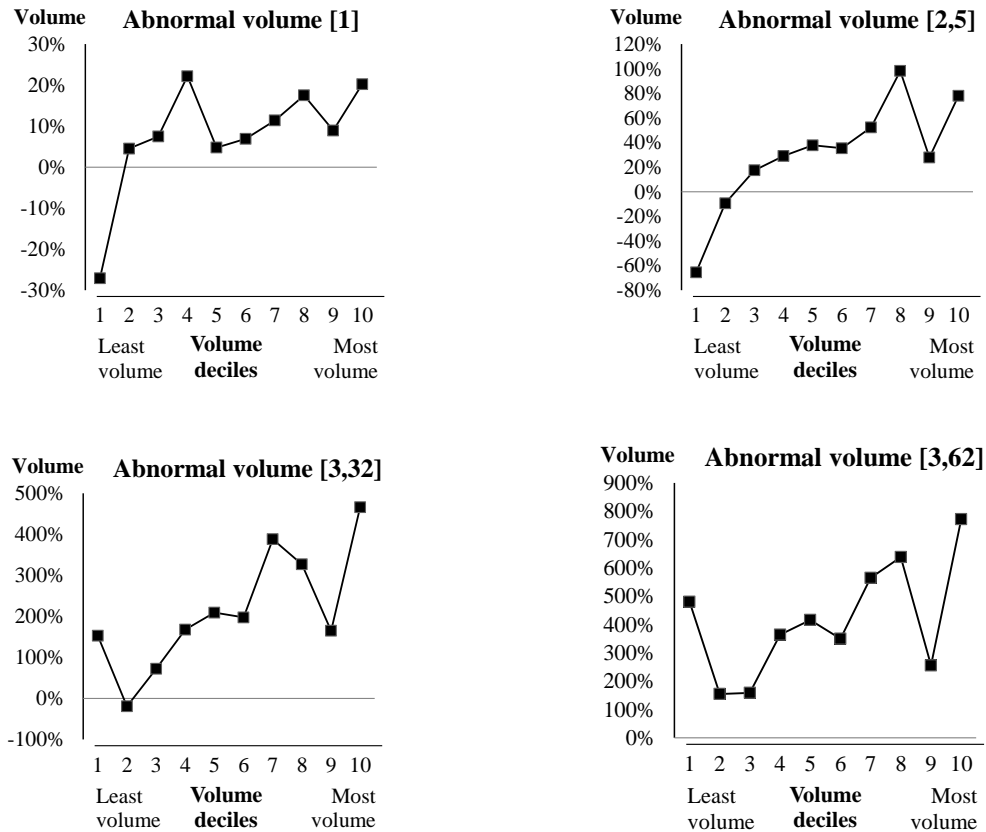 Volume Abnormal volume [1]
30%
20%
10%
0%
-10%
-20%
-30%
1 2 3 4 5 6 7 8 9 10
Least Volume Most
volume deciles volume
Volume Abnormal volume [2,5]
120%
100%
80%
60%
40%
20%
0%
-20%
-40%
-60%
-80%
1 2 3 4 5 6 7 8 9 10
Least Volume Most
volume deciles volume
Volume Abnormal volume [3,32]
500%
400%
300%
200%
100%
0%
-100%
1 2 3 4 5 6 7 8 9 10
Least Volume Most
volume deciles volume
Volume Abnormal volume [3,62]
900%
800%
700%
600%
500%
400%
300%
200%
100%
0%
1 2 3 4 5 6 7 8 9 10
Least Volume Most
volume deciles volume